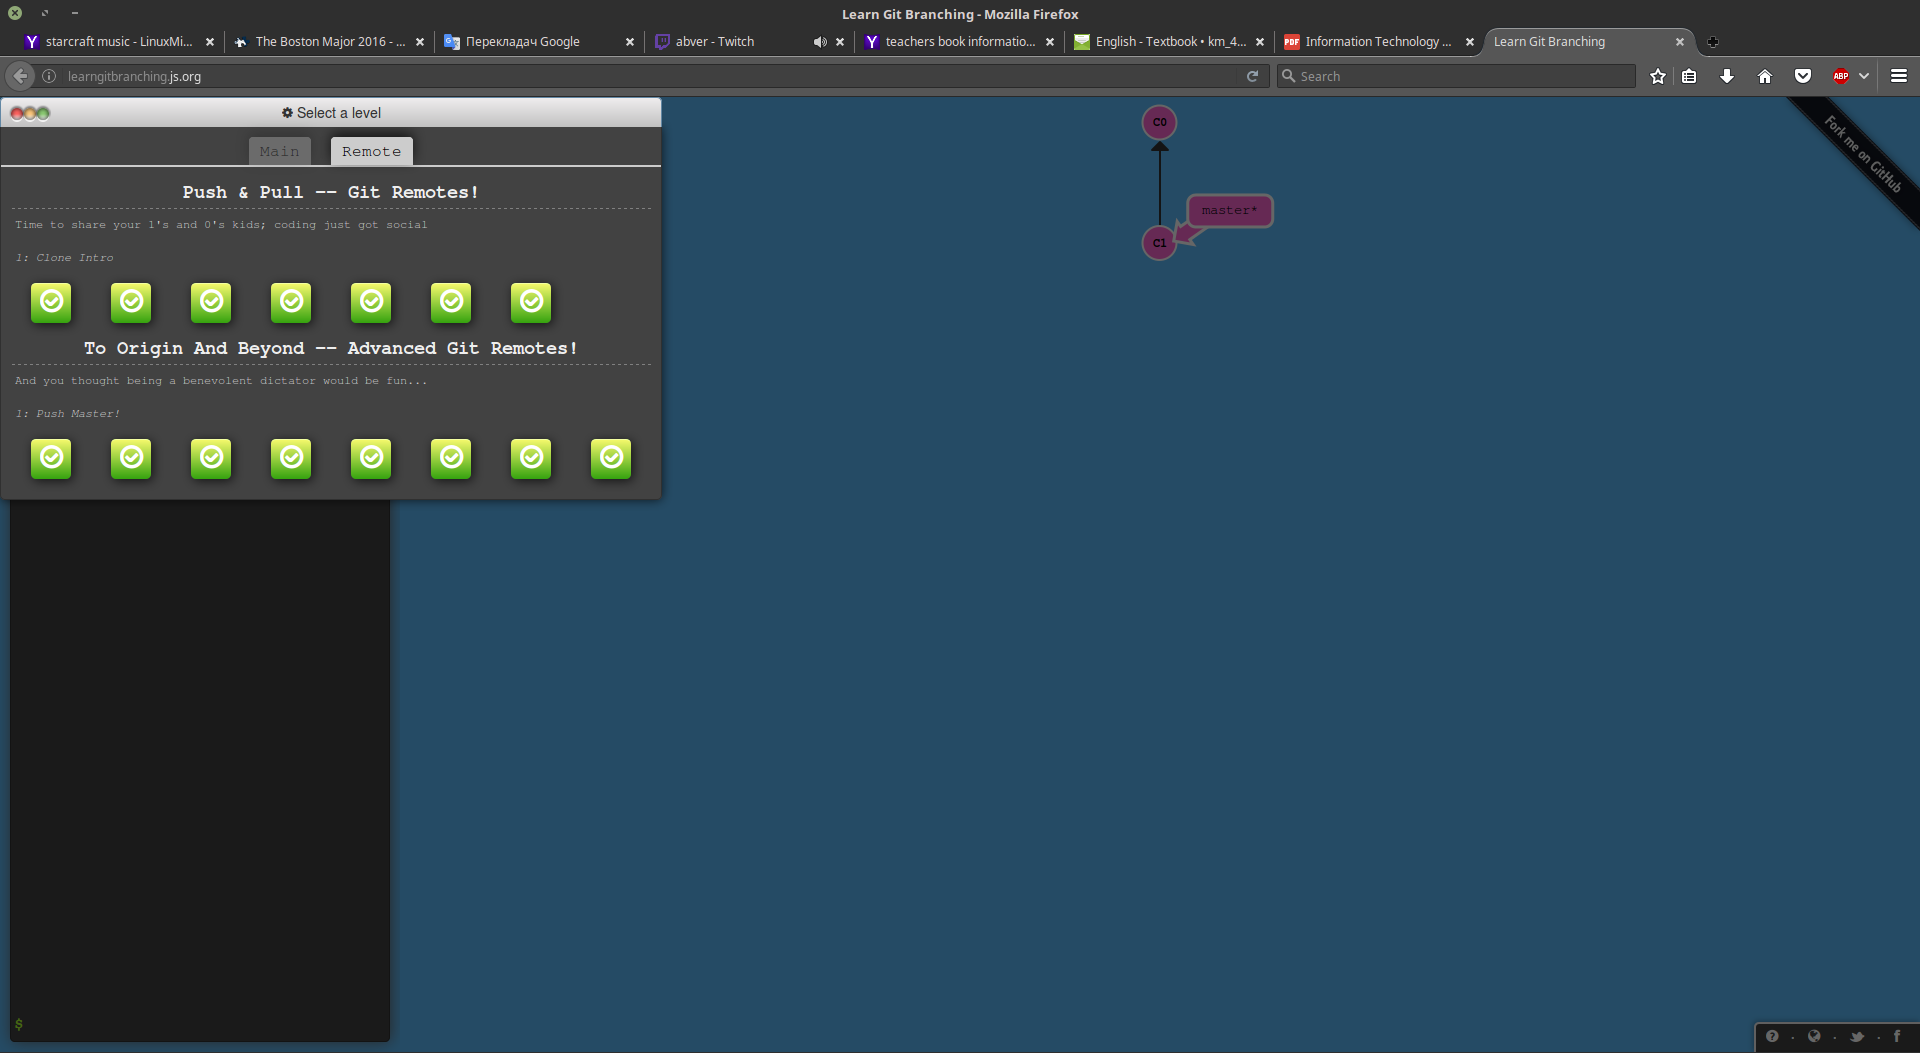 Learn Git Branching - Mozilla Firefox
starcraft music - LinuxMi...
The Boston Major 2016 - ...
Перекладач Google
abver - Twitch
teachers book informatio...
English - Textbook • km_4...
PDF
Information Technology ...
Learn Git Branching
learngitbranching.js.org
Search
ABP
Select a level
Main
Remote
Push & Pull -- Git Remotes!
Time to share your 1's and 0's kids; coding just got social
1: Clone Intro
To Origin And Beyond -- Advanced Git Remotes!
And you thought being a benevolent dictator would be fun...
1: Push Master!
$
C0
master*
C1
Fork me on GitHub